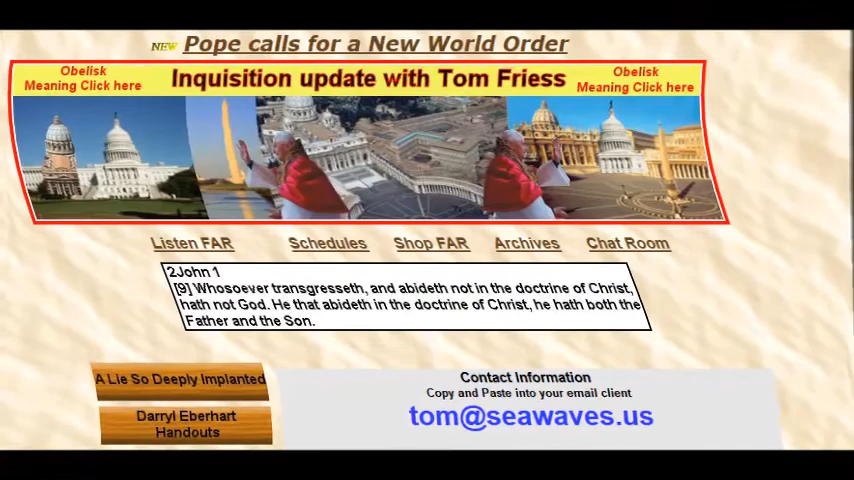 NEW Pope calls for a New World Order
Obelisk
Meaning Click here
Inquisition update with Tom Friess
Obelisk
Meaning Click here
Listen FAR Schedules Shop FAR Archives Chat Room
2John 1
[9] Whosoever transgresseth, and abideth not in the doctrine of Christ,
hath not God. He that abideth in the doctrine of Christ, he hath both the
Father and the Son.
A Lie So Deeply Implanted
Darryl Eberhart
Handouts
Contact Information
Copy and Paste into your email client
tom@seawaves.us